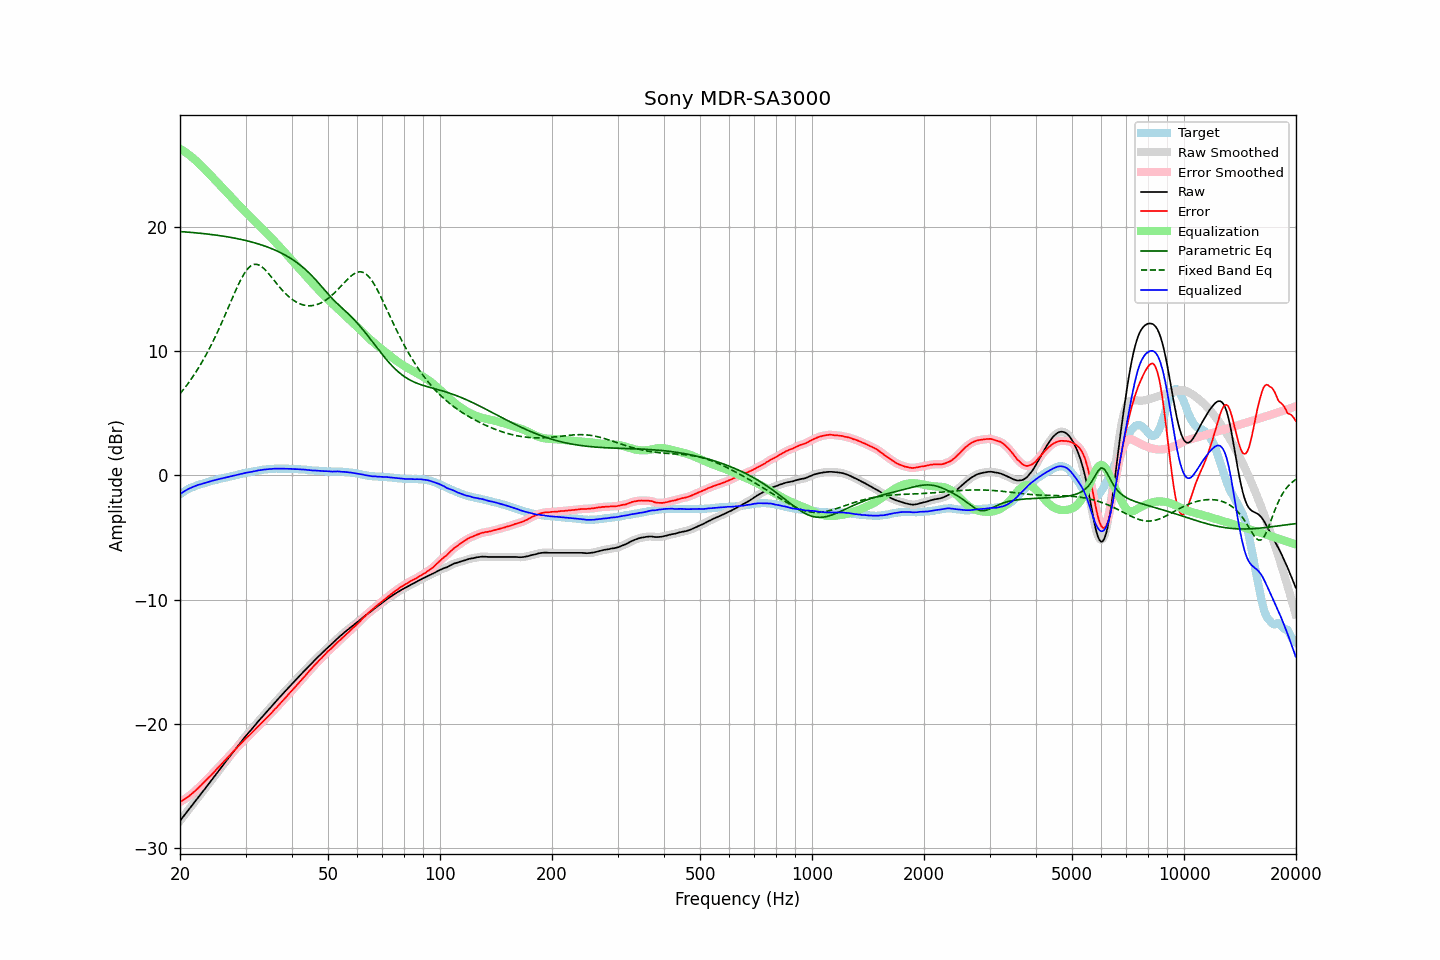 Sony MDR-SA3000
Target
Raw Smoothed
Error Smoothed
Raw
Error
Equalization
Parametric Eq
Fixed Band Eq
Equalized
Amplitude (dBr)
20
10
0
−10
−20
−30
20 50 100 200 500 1000 2000 5000 10000 20000
Frequency (Hz)